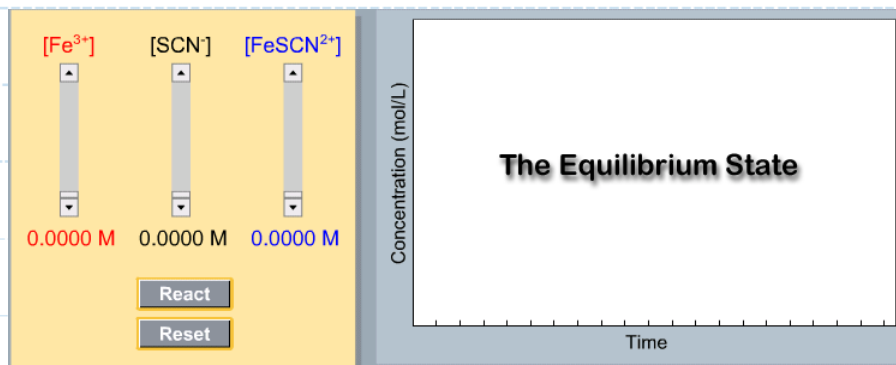 [Fe³⁺] [SCN⁻] [FeSCN²⁺]
0.0000 M 0.0000 M 0.0000 M
React
Reset
Concentration (mol/L)
The Equilibrium State
Time